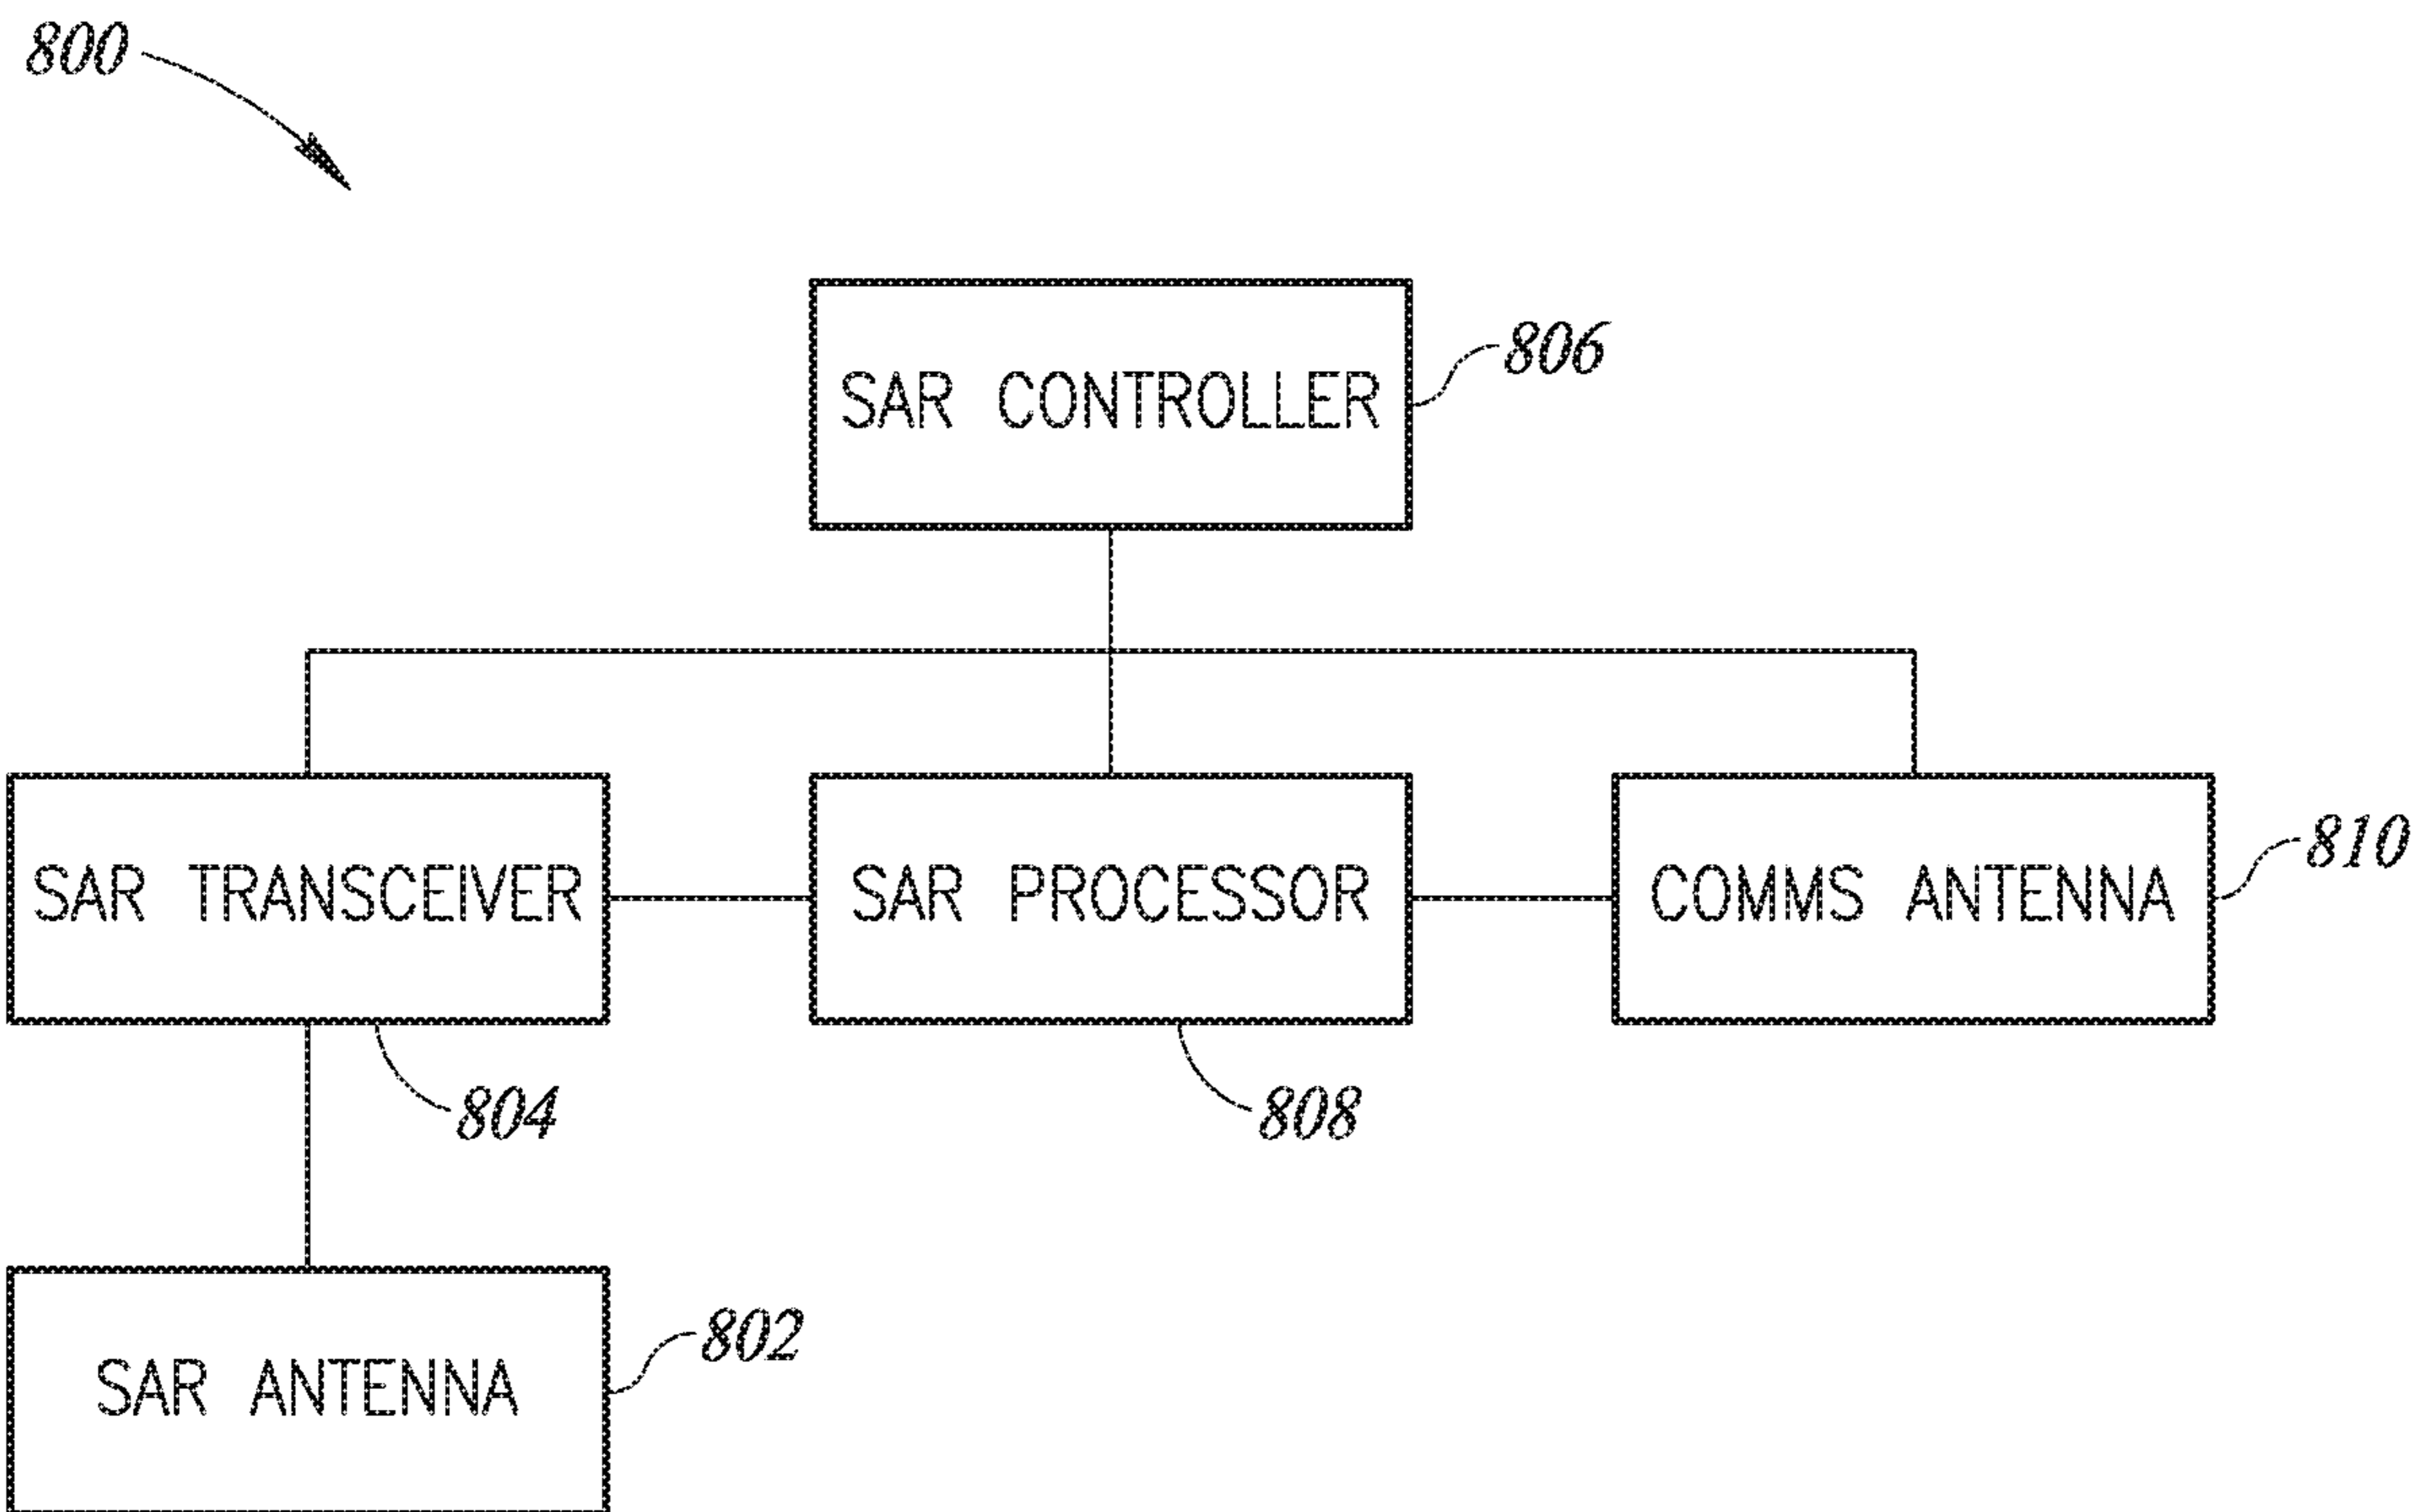 800
SAR CONTROLLER
806
SAR TRANSCEIVER
SAR PROCESSOR
COMMS ANTENNA
810
804
808
SAR ANTENNA
802